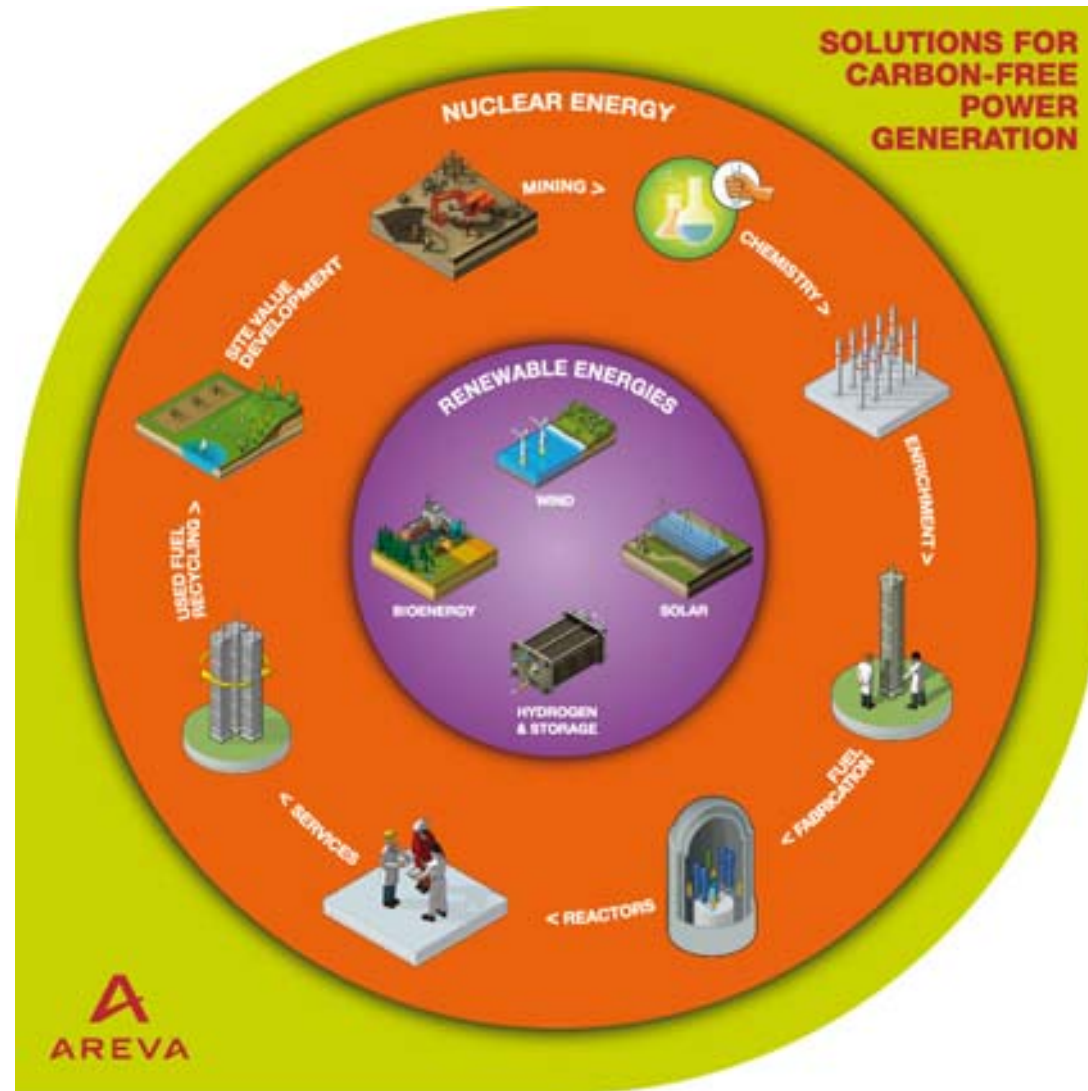 SOLUTIONS FOR
CARBON-FREE
POWER
GENERATION
NUCLEAR ENERGY
MINING >
CHEMISTRY >
ENRICHMENT >
FUEL
< FABRICATION
< REACTORS
< SERVICES
USED FUEL
RECYCLING >
SITE VALUE
DEVELOPMENT
RENEWABLE ENERGIES
WIND
BIOENERGY
SOLAR
HYDROGEN
& STORAGE
A
AREVA